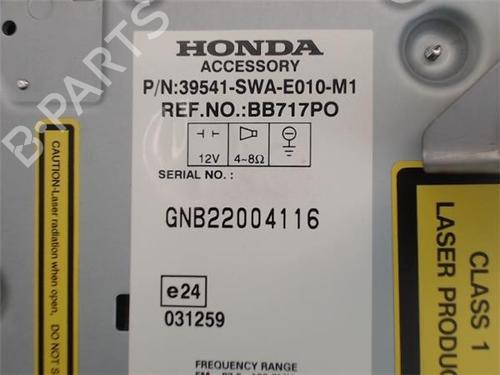 HONDA
ACCESSORY
P/N:39541-SWA-E010-M1
REF.NO.:BB717PO
12V 4~8Ω
SERIAL NO. :
GNB22004116
e24
031259
FREQUENCY RANGE
CAUTION-Laser
radiation when open.
DO NOT S
CLASS 1
LASER PRODUC
B-PARTS